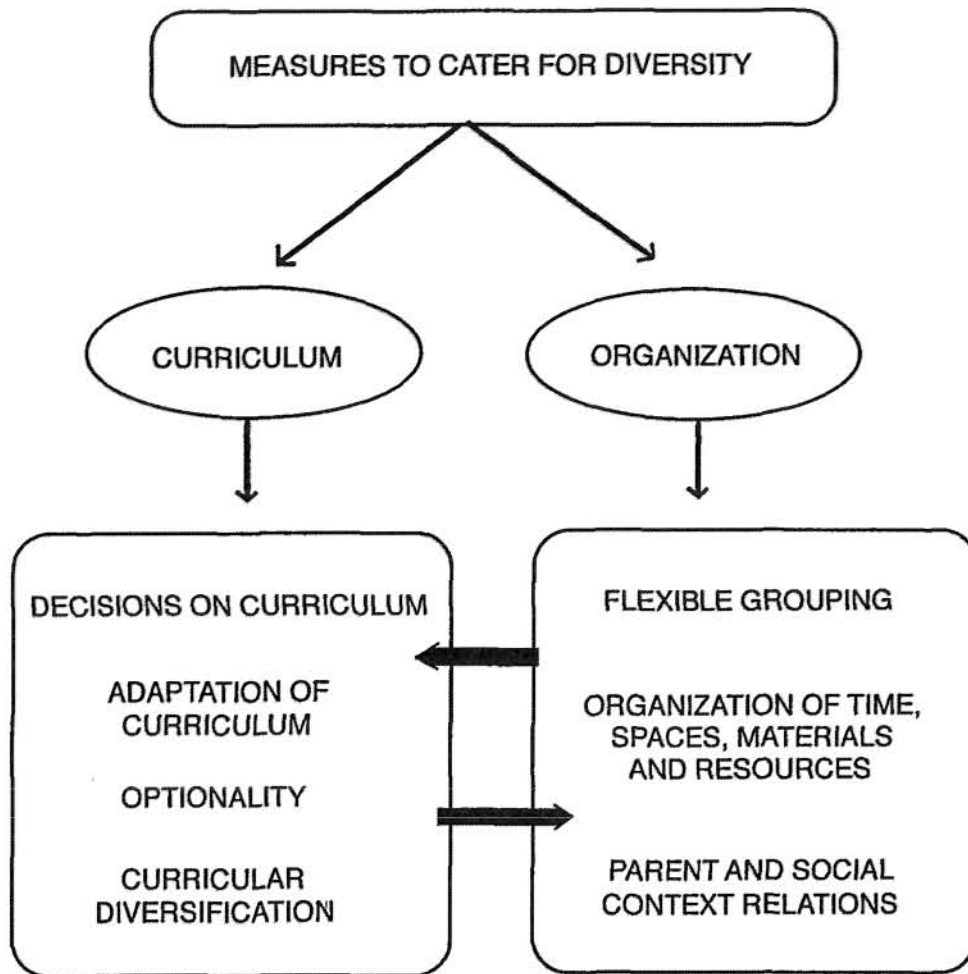 MEASURES TO CATER FOR DIVERSITY
CURRICULUM
ORGANIZATION
DECISIONS ON CURRICULUM
ADAPTATION OF
CURRICULUM
OPTIONALITY
CURRICULAR
DIVERSIFICATION
FLEXIBLE GROUPING
ORGANIZATION OF TIME,
SPACES, MATERIALS
AND RESOURCES
PARENT AND SOCIAL
CONTEXT RELATIONS